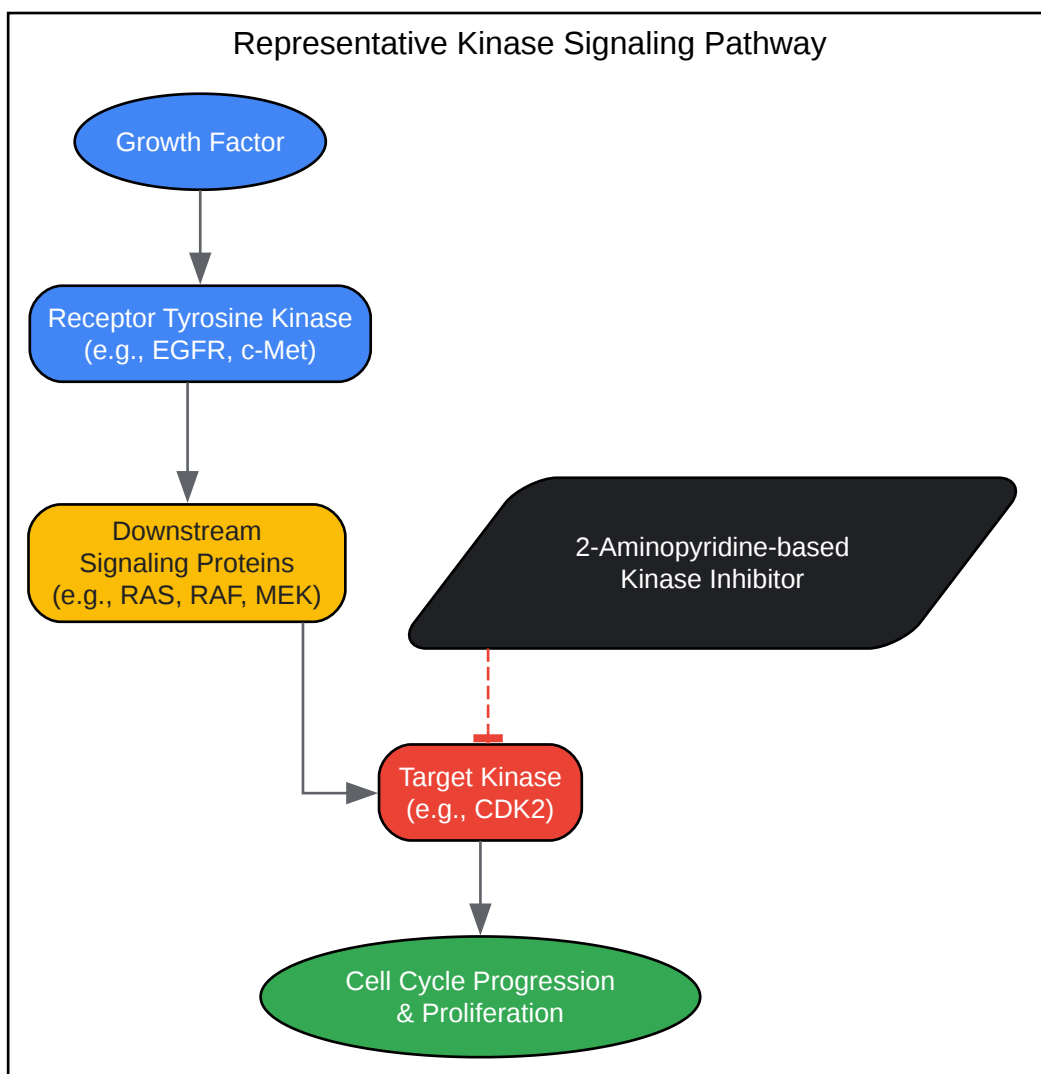 Representative Kinase Signaling Pathway
Growth Factor
Receptor Tyrosine Kinase
(e.g., EGFR, c-Met)
Downstream
Signaling Proteins
(e.g., RAS, RAF, MEK)
2-Aminopyridine-based
Kinase Inhibitor
Target Kinase
(e.g., CDK2)
Cell Cycle Progression
& Proliferation